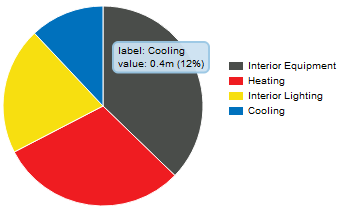 label: Cooling
value: 0.4m (12%)
Interior Equipment
Heating
Interior Lighting
Cooling